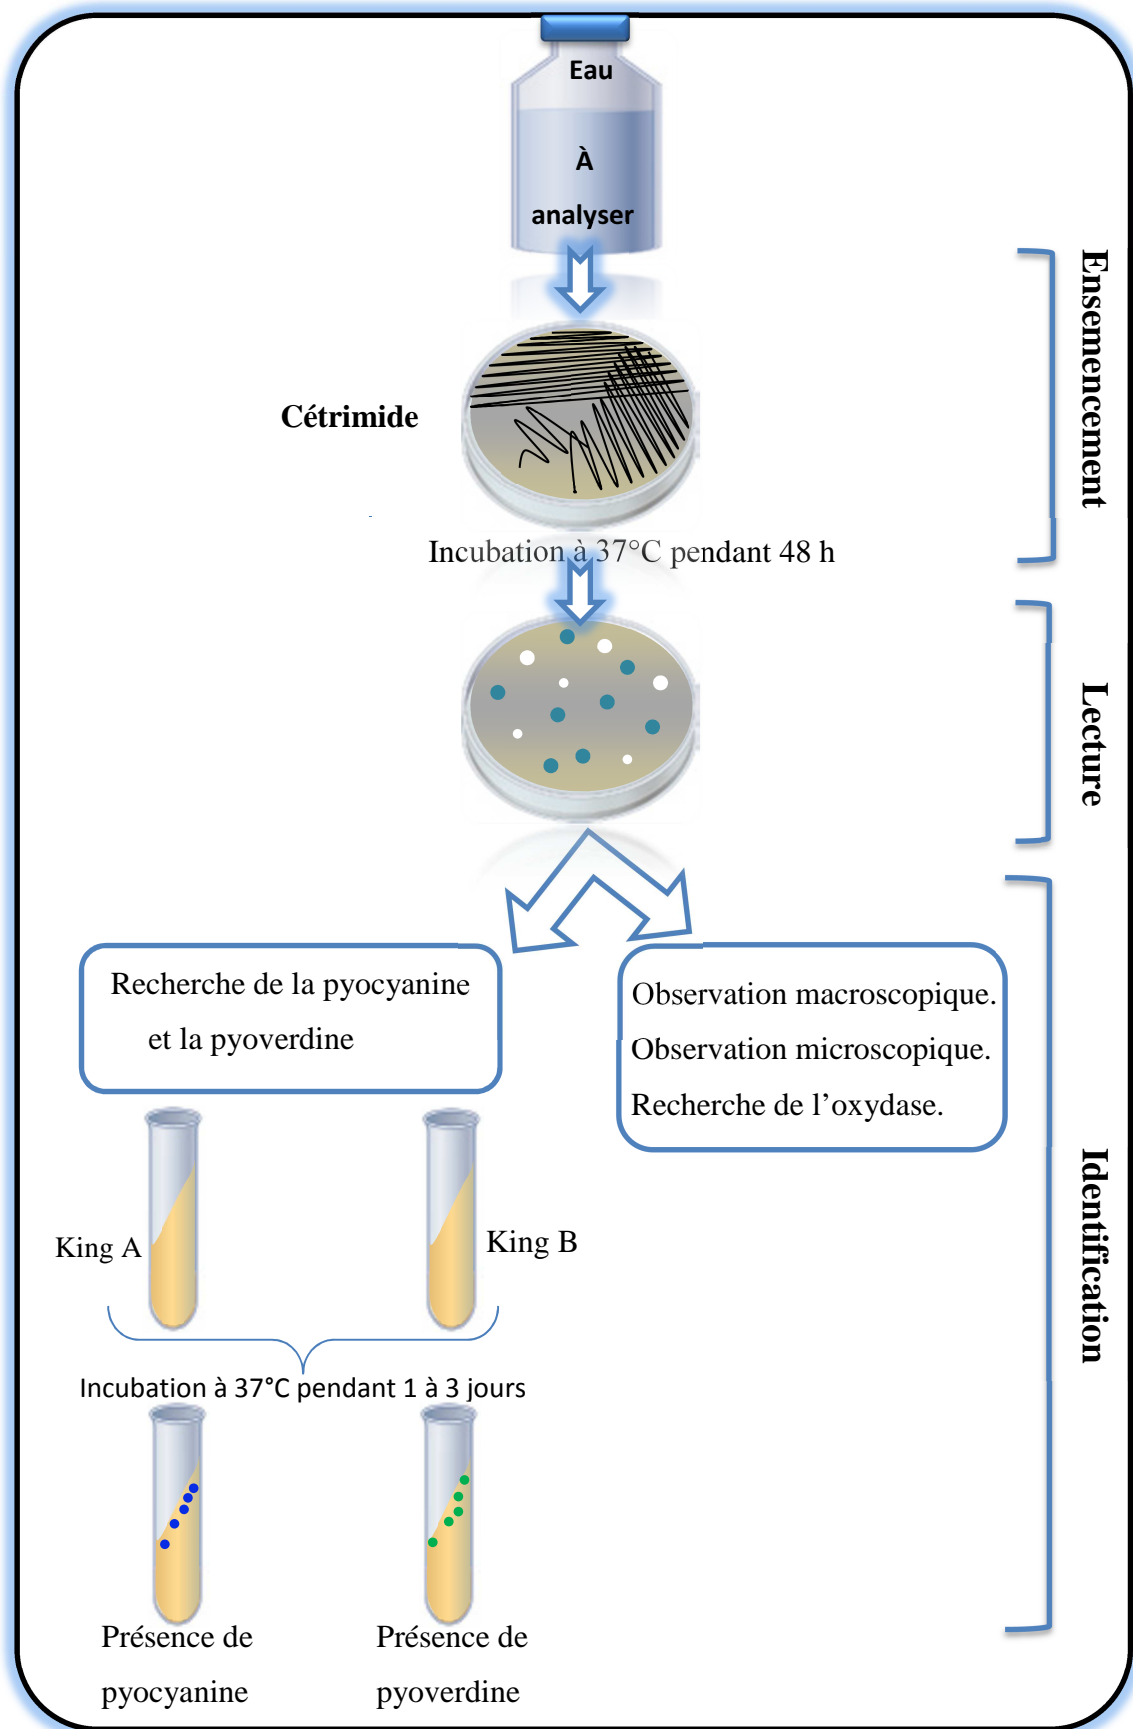 Eau
À
analyser
Ensemencement
Cétrimide
Incubation à 37°C pendant 48 h
Lecture
Recherche de la pyocyanine
et la pyoverdine
Observation macroscopique.
Observation microscopique.
Recherche de l’oxydase.
Identification
King A
King B
Incubation à 37°C pendant 1 à 3 jours
Présence de
pyocyanine
Présence de
pyoverdine